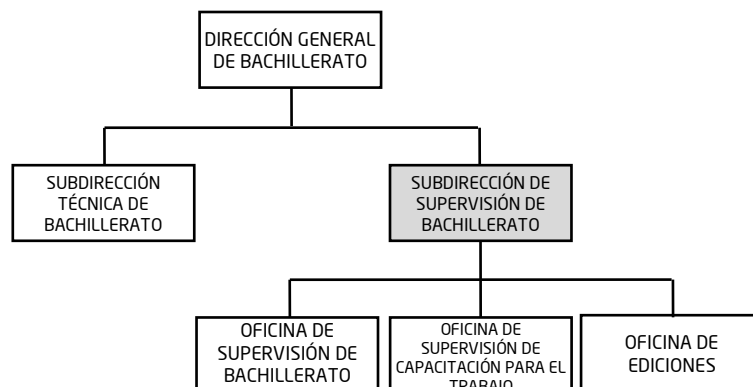 DIRECCIÓN GENERAL
DE BACHILLERATO
SUBDIRECCIÓN
TÉCNICA DE
BACHILLERATO
SUBDIRECCIÓN DE
SUPERVISIÓN DE
BACHILLERATO
OFICINA DE
SUPERVISIÓN DE
BACHILLERATO
OFICINA DE
SUPERVISIÓN DE
CAPACITACIÓN PARA EL
TRABAJO
OFICINA DE
EDICIONES